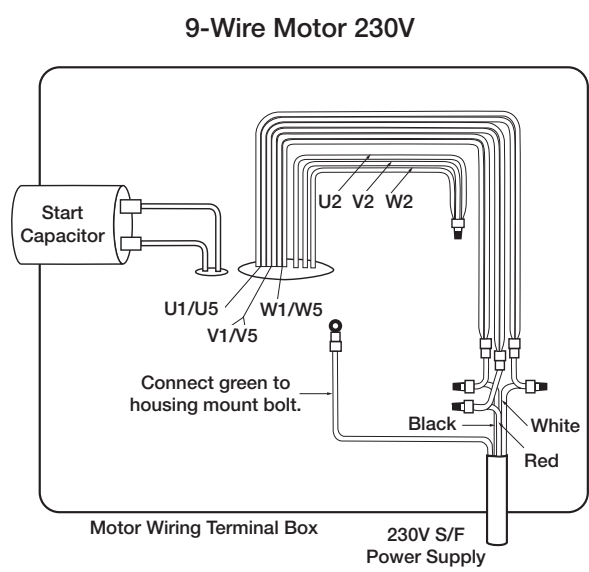 9-Wire Motor 230V
Start
Capacitor
U2 V2 W2
U1/U5 W1/W5
V1/V5
Connect green to
housing mount bolt.
Black
White
Red
Motor Wiring Terminal Box
230V S/F
Power Supply